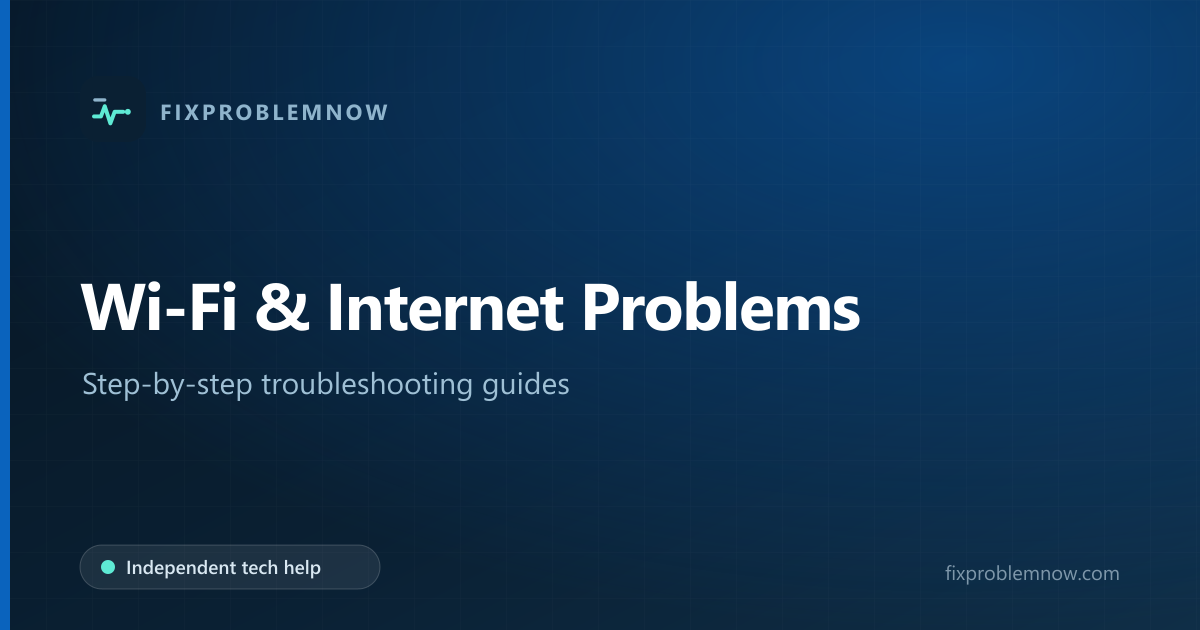 FIXPROBLEMNOW
Wi-Fi & Internet Problems
Step-by-step troubleshooting guides
Independent tech help
fixproblemnow.com